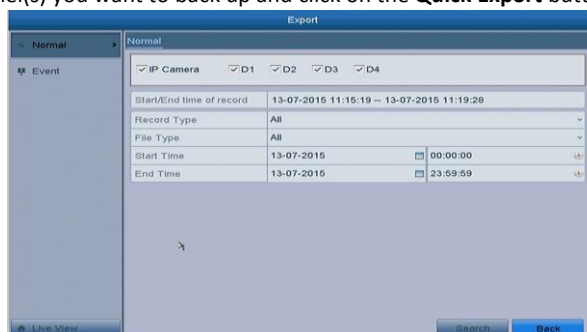 you want to back up and click on the Quick Export
Export
Normal
Normal
Event
IP Camera D1 D2 D3 D4
Start/End time of record 13-07-2015 11:15:19 -- 13-07-2015 11:19:28
Record Type All
File Type All
Start Time 13-07-2015 00:00:00
End Time 13-07-2015 23:59:59
Live View Search Back